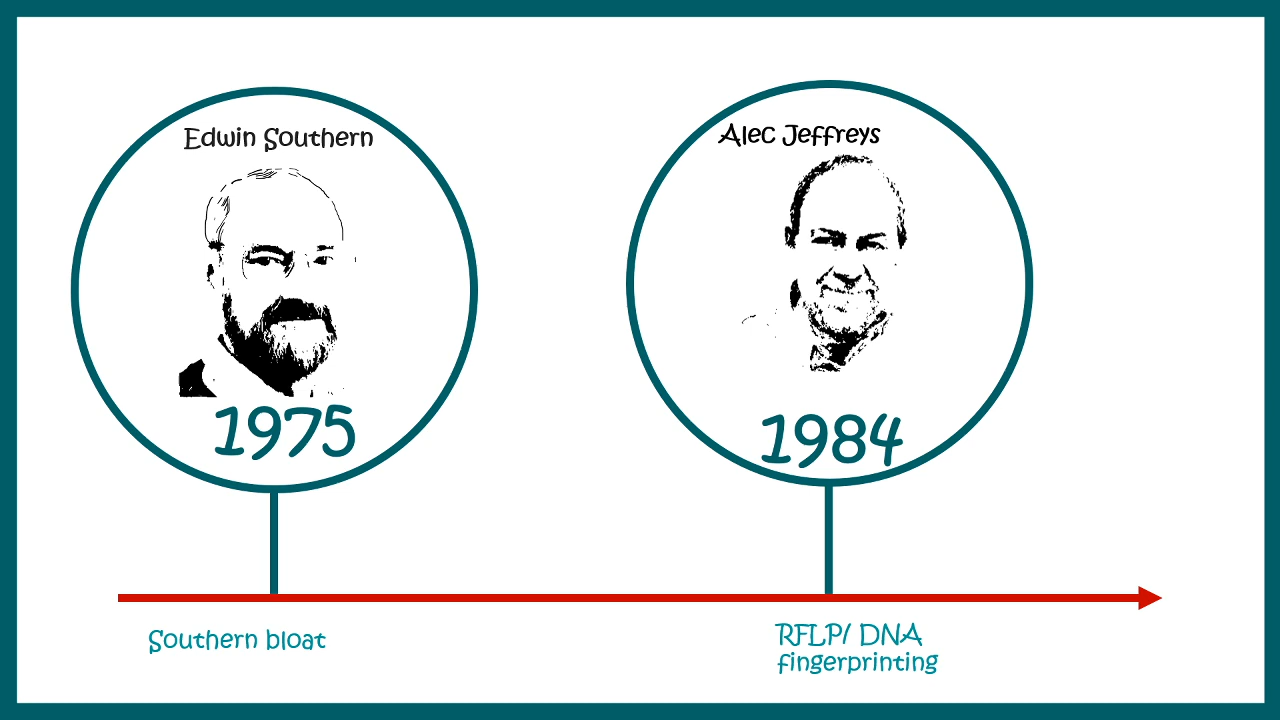 Edwin Southern
1975
Southern bloat
Alec Jeffreys
1984
RFLP/ DNA
fingerprinting